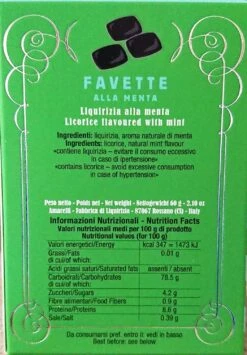 FAVETTE
ALLA MENTA
Liquirizia alla menta
Licorice flavoured with mint
Ingredienti: liquirizia, aroma naturale di menta
Ingredients: licorice, natural mint flavour
«contiene liquirizia – evitare il consumo eccessivo
in caso di ipertensione»
«contains licorice – avoid excessive consumption
in case of hypertension»
Peso netto - Poids net - Net weight - Nettogewicht 60 g - 2.10 oz
Amarelli - Fabbrica di Liquirizia - 87067 Rossano (CS) - Italy
Informazioni Nutrizionali - Nutrition Facts
Valori nutrizionali medi per 100 g di prodotto
Nutritional values (for 100 g)
Valori energetici/Energy kcal 347 = 1473 kJ
Grassi/Fats 0.01 g
di cui/of which:
Acidi grassi saturi/Saturated fats assenti / absent
Carboidrati/Carbohydrates 78.5 g
di cui/of which:
Zuccheri/Sugars 4.2 g
Fibre alimentari/Food Fibers 0.9 g
Proteine/Proteins 8.6 g
Sale/Salt 0.39 g
Da consumarsi pref. entro il: vedi in basso
Best before: see below